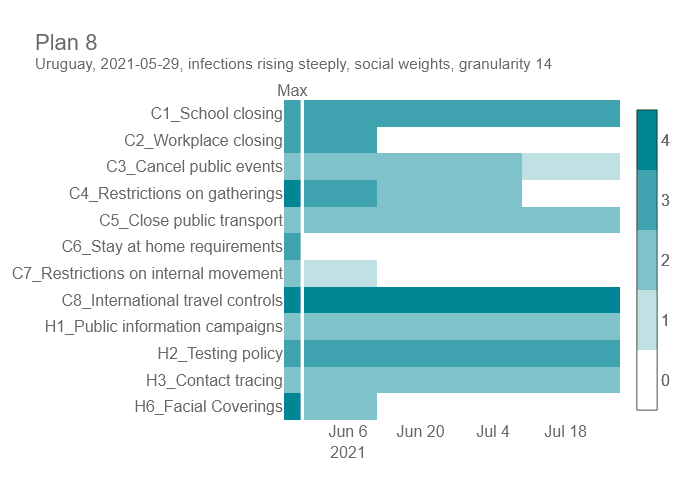 Plan 8
Uruguay, 2021-05-29, infections rising steeply, social weights, granularity 14
Max
C1_School closing
C2_Workplace closing
C3_Cancel public events
C4_Restrictions on gatherings
C5_Close public transport
C6_Stay at home requirements
C7_Restrictions on internal movement
C8_International travel controls
H1_Public information campaigns
H2_Testing policy
H3_Contact tracing
H6_Facial Coverings
Jun 6 Jun 20 Jul 4 Jul 18
2021
4
3
2
1
0